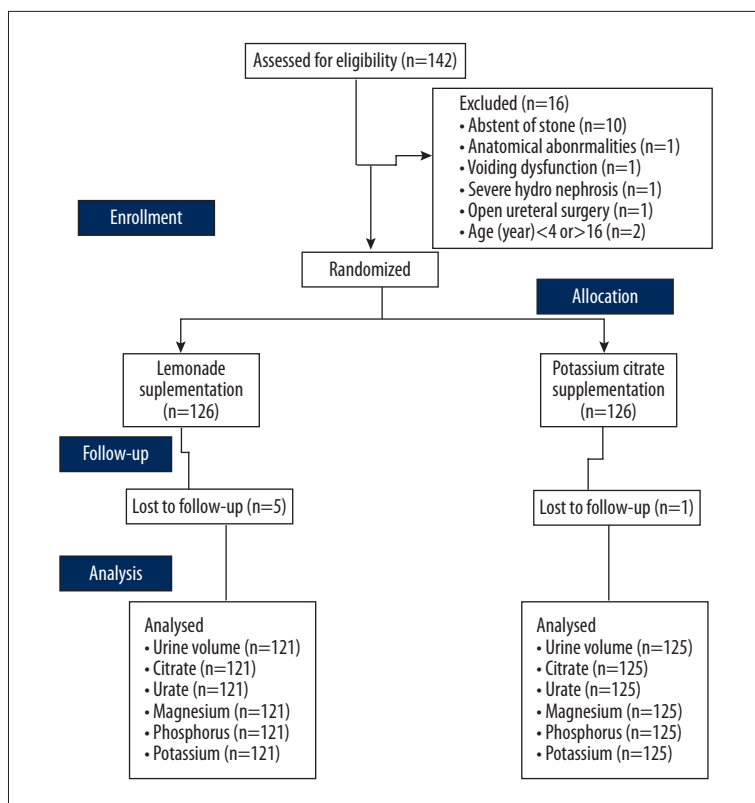 Assessed for eligibility (n=142)
Excluded (n=16)
• Abstent of stone (n=10)
• Anatomical abonrmalities (n=1)
• Voiding dysfunction (n=1)
• Severe hydro nephrosis (n=1)
• Open ureteral surgery (n=1)
• Age (year)<4 or>16 (n=2)
Enrollment
Randomized
Allocation
Lemonade
suplementation
(n=126)
Potassium citrate
supplementation
(n=126)
Follow-up
Lost to follow-up (n=5)
Lost to follow-up (n=1)
Analysis
Analysed
• Urine volume (n=121)
• Citrate (n=121)
• Urate (n=121)
• Magnesium (n=121)
• Phosphorus (n=121)
• Potassium (n=121)
Analysed
• Urine volume (n=125)
• Citrate (n=125)
• Urate (n=125)
• Magnesium (n=125)
• Phosphorus (n=125)
• Potassium (n=125)